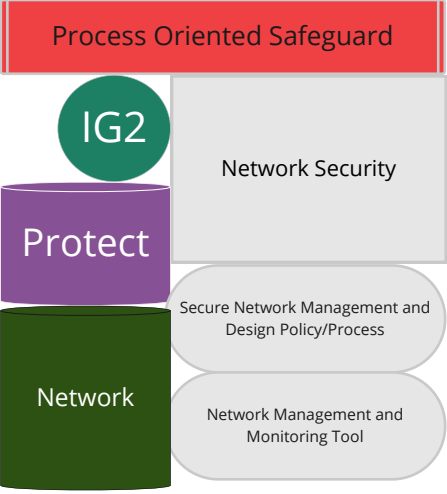 Process Oriented Safeguard
IG2
Network Security
Protect
Secure Network Management and
Design Policy/Process
Network
Network Management and
Monitoring Tool